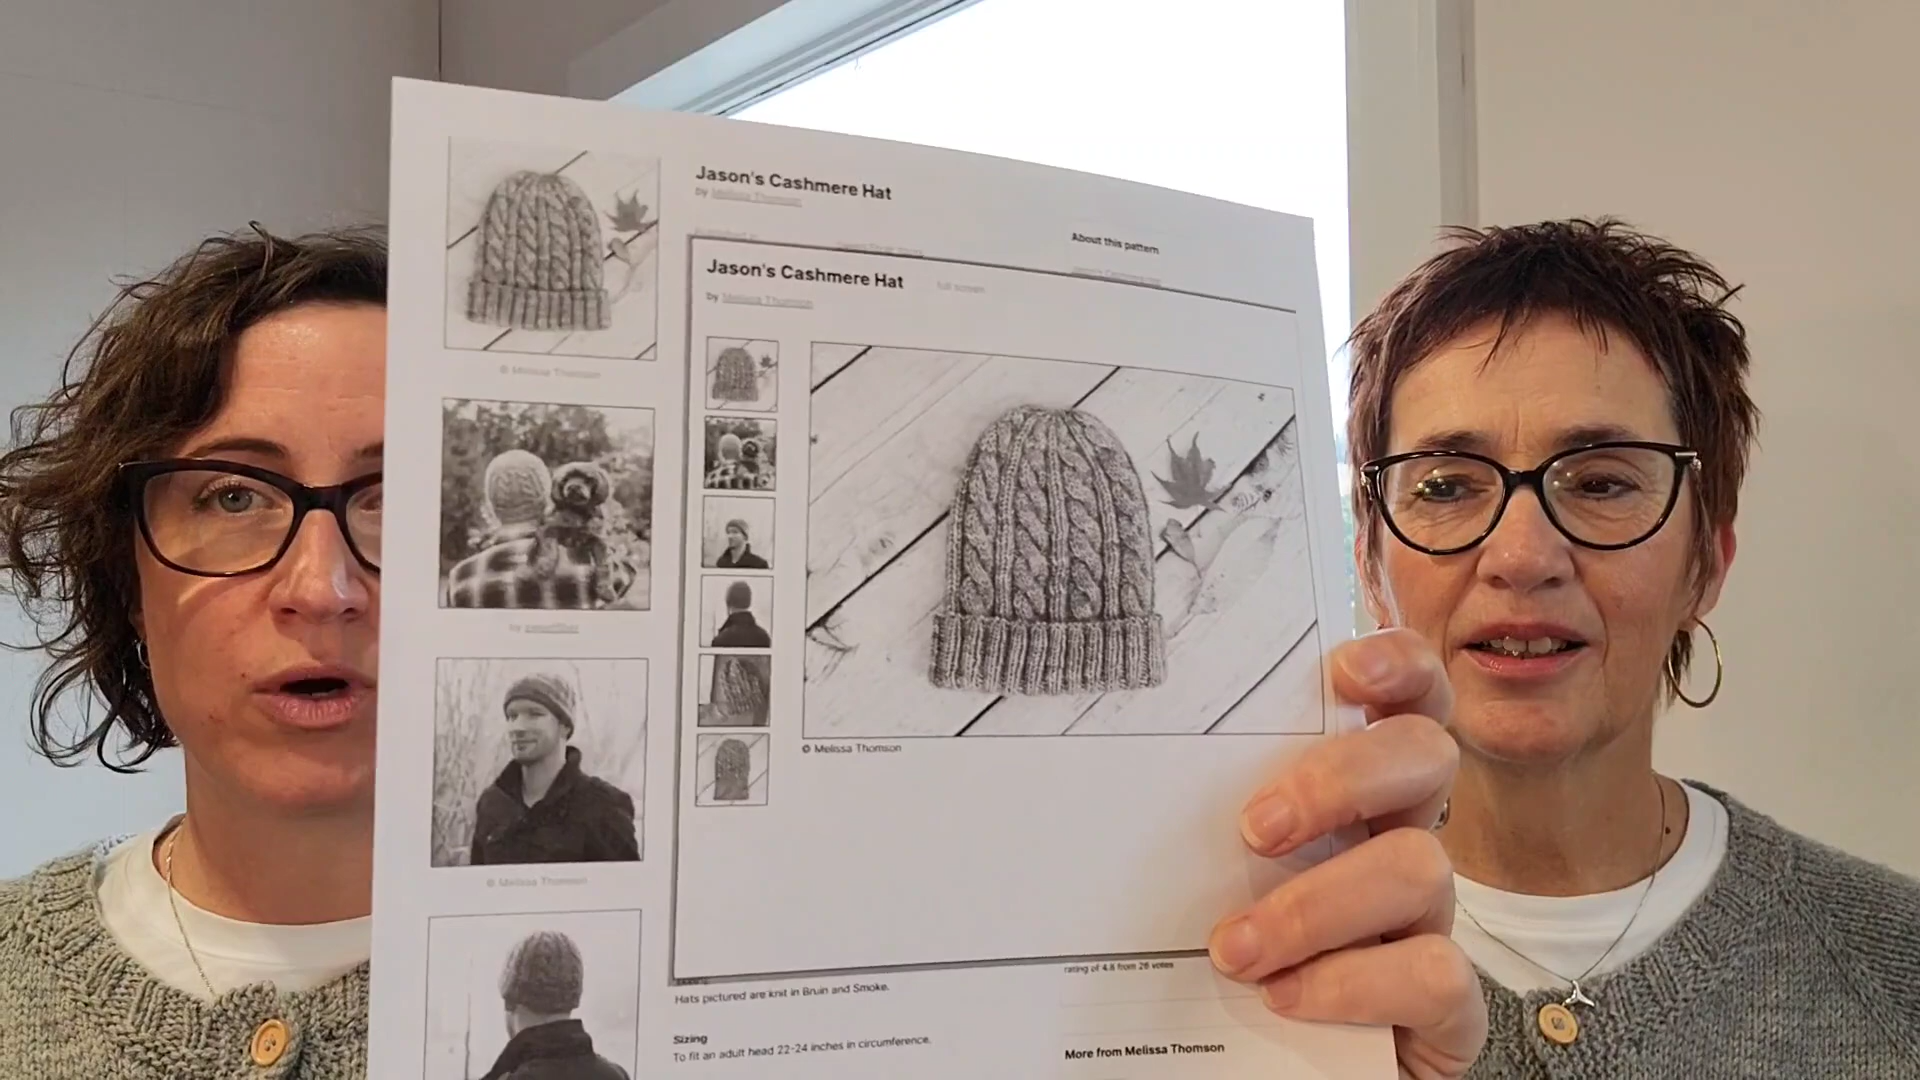 Jason's Cashmere Hat
by Melissa Thomson
About this pattern
Jason's Cashmere Hat
full screen
by Melissa Thomson
© Melissa Thomson
© Melissa Thomson
by
© Melissa Thomson
rating of 4.8 from 26 votes
Hats pictured are knit in Bruin and Smoke.
Sizing
To fit an adult head 22-24 inches in circumference.
More from Melissa Thomson